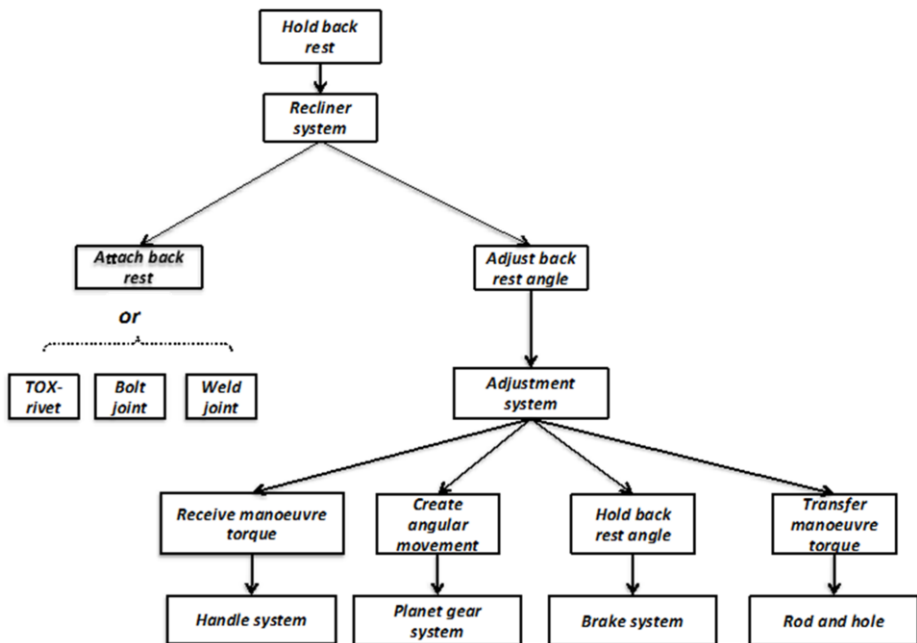 Hold back
rest
Recliner
system
Attach back
rest
Adjust back
rest angle
or
TOX-
rivet
Bolt
joint
Weld
joint
Adjustment
system
Receive manoeuvre
torque
Create
angular
movement
Hold back
rest angle
Transfer
manoeuvre
torque
Handle system
Planet gear
system
Brake system
Rod and hole